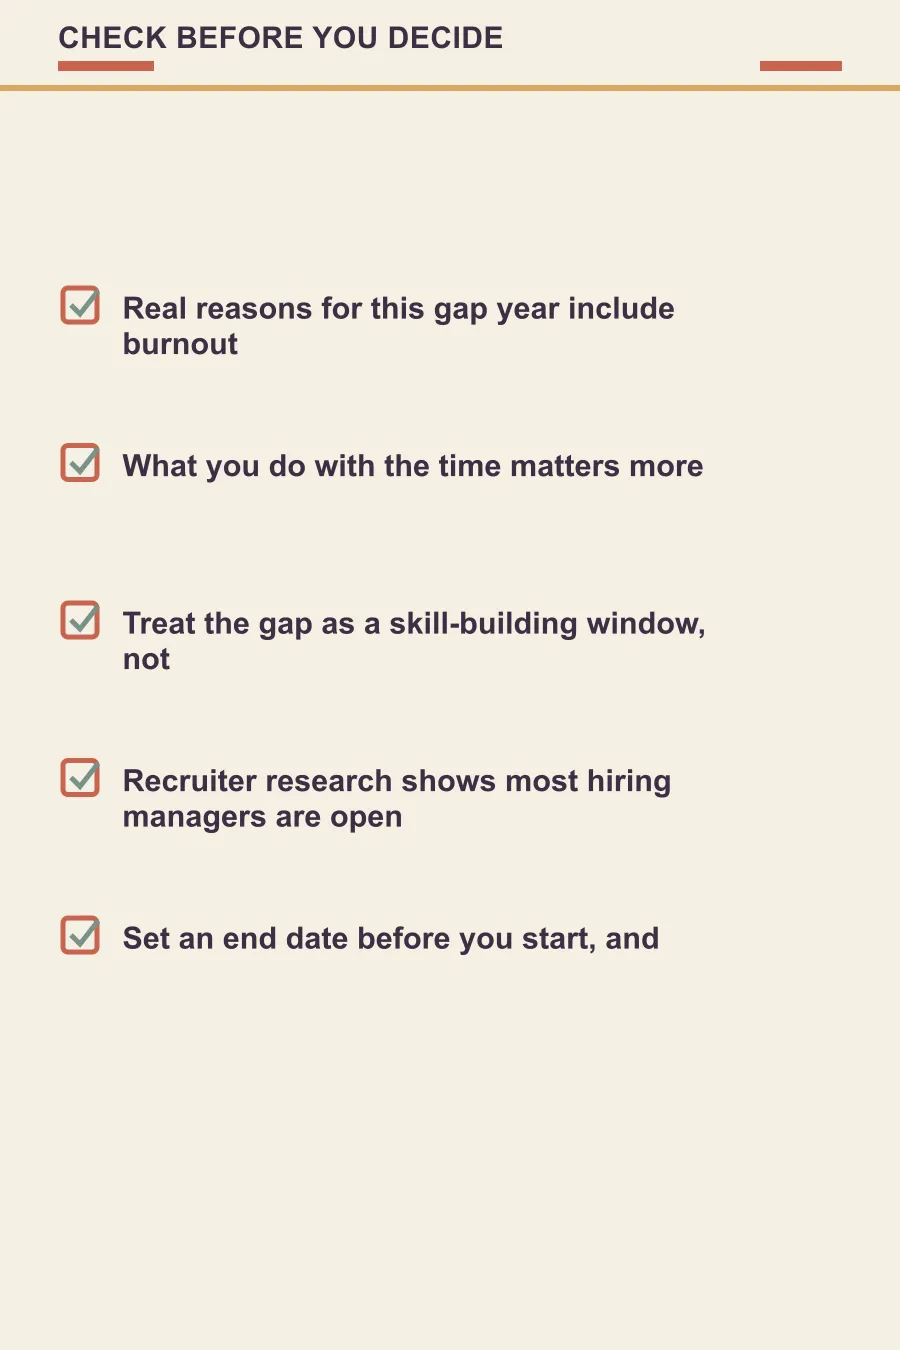 CHECK BEFORE YOU DECIDE
Real reasons for this gap year include
burnout
What you do with the time matters more
Treat the gap as a skill-building window,
not
Recruiter research shows most hiring
managers are open
Set an end date before you start, and